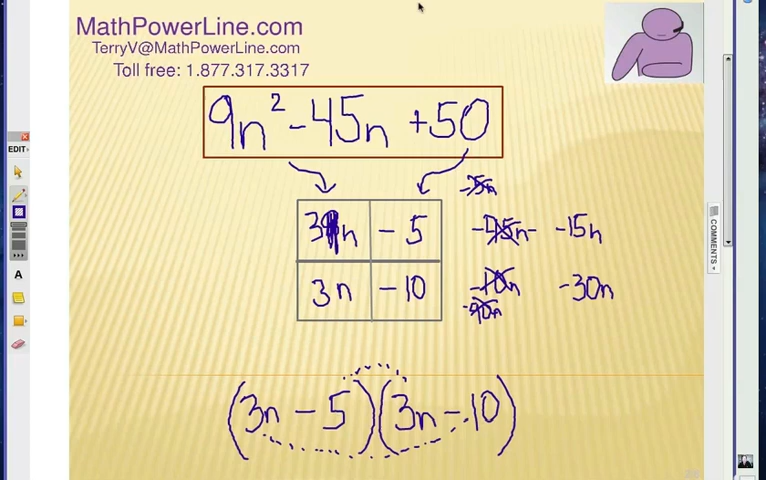 MathPowerLine.com
TerryV@MathPowerLine.com
Toll free: 1.877.317.3317
EDIT
9n² - 45n + 50
3n - 5 -15n
3n - 10 -30n
(3n - 5)(3n - 10)
A
COMMENTS